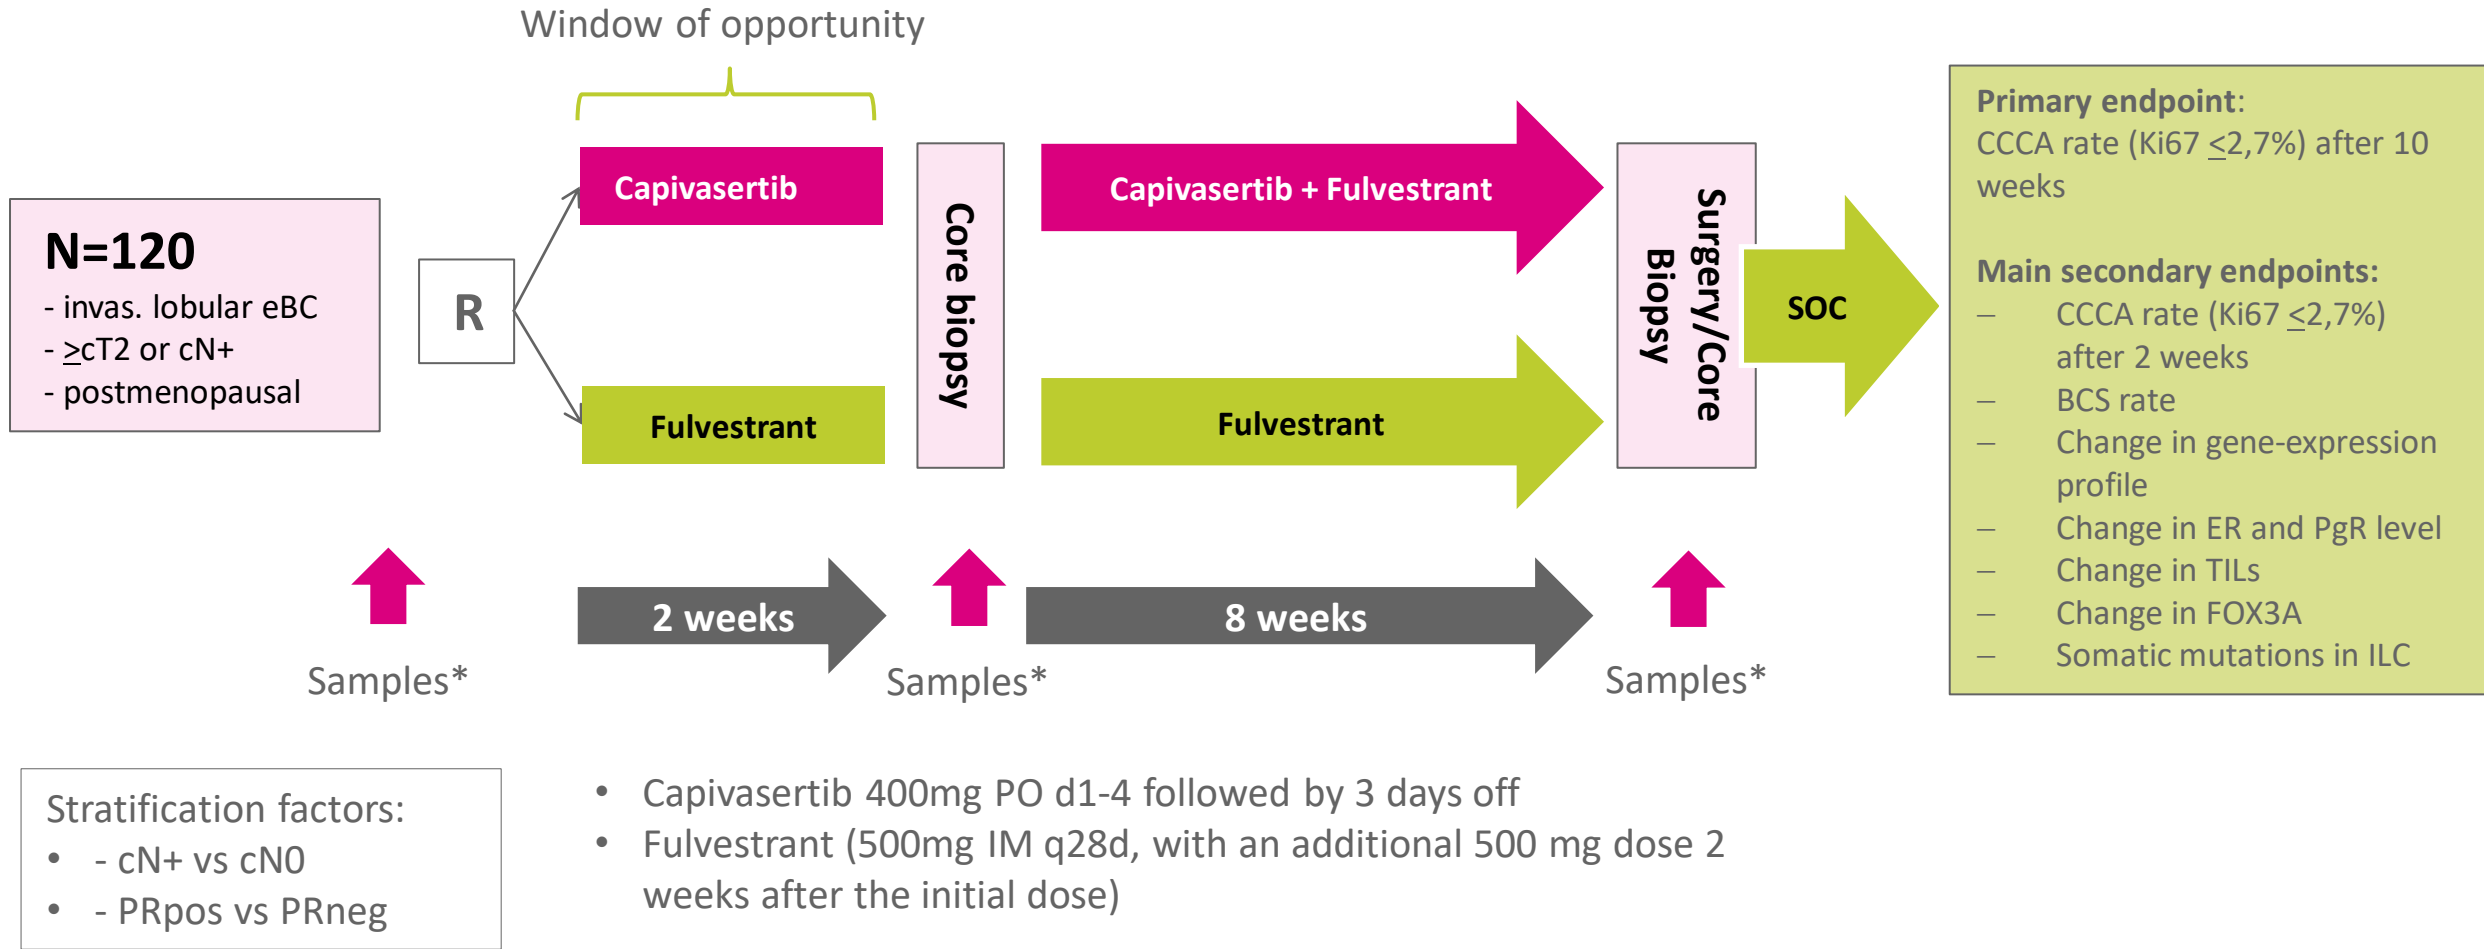 Window of opportunity
N=120
- invas. lobular eBC
- ≥cT2 or cN+
- postmenopausal
R
Capivasertib
Fulvestrant
Core biopsy
Capivasertib + Fulvestrant
Fulvestrant
Surgery/Core
Biopsy
SOC
Primary endpoint:
CCCA rate (Ki67 ≤2,7%) after 10
weeks
Main secondary endpoints:
– CCCA rate (Ki67 ≤2,7%)
after 2 weeks
– BCS rate
– Change in gene-expression
profile
– Change in ER and PgR level
– Change in TILs
– Change in FOX3A
– Somatic mutations in ILC
2 weeks
8 weeks
Samples*
Samples*
Samples*
Stratification factors:
• - cN+ vs cN0
• - PRpos vs PRneg
• Capivasertib 400mg PO d1-4 followed by 3 days off
• Fulvestrant (500mg IM q28d, with an additional 500 mg dose 2
weeks after the initial dose)